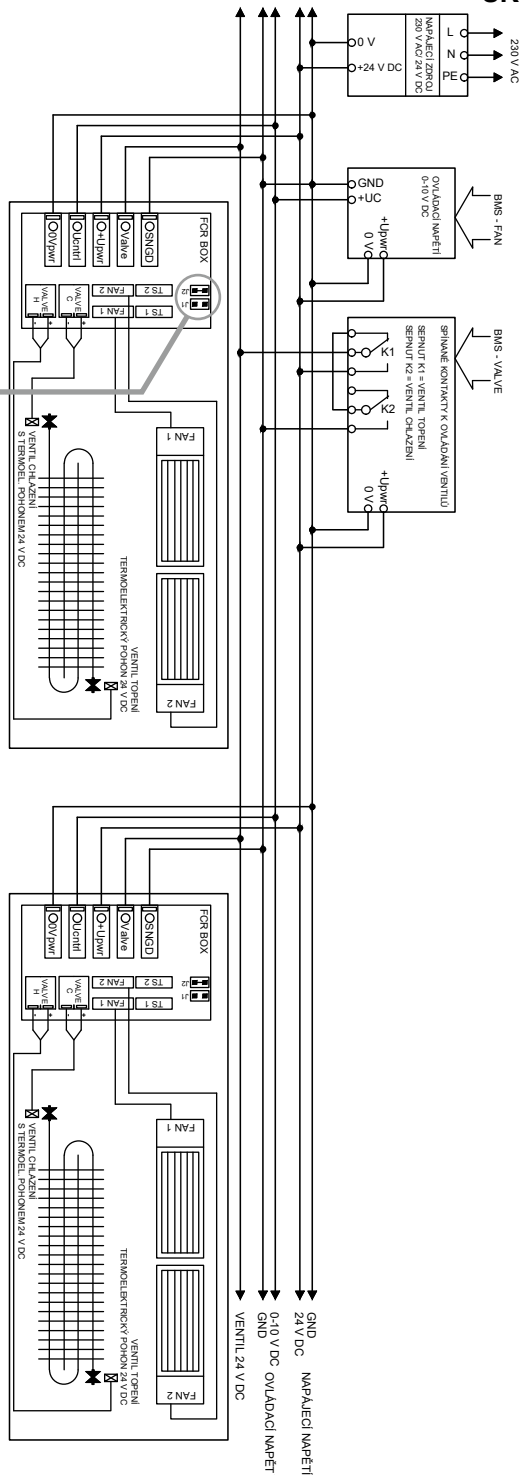 230 V AC
L
N
PE
NAPÁJECÍ ZDROJ
230 V AC/ 24 V DC
0 V
+24 V DC
BMS - FAN
OVLÁDACÍ NAPĚTÍ
0-10 V DC
GND
+UC
+Upwr
0 V
BMS - VALVE
SPÍNANÉ KONTAKTY K OVLÁDÁNÍ VENTILŮ
SEPNUT K1 = VENTIL TOPENÍ
SEPNUT K2 = VENTIL CHLAZENÍ
K1
K2
+Upwr
0 V
FCR BOX
SNGD
Valve
+Upwr
Ucntrl
0Vpwr
J2
J1
TS 2
TS 1
FAN 2
FAN 1
VALVE
C
+
-
VALVE
H
+
-
FAN 1
FAN 2
VENTIL CHLAZENÍ
S TERMOEL. POHONEM 24 V DC
VENTIL TOPENÍ
TERMOELEKTRICKÝ POHON 24 V DC
FCR BOX
SNGD
Valve
+Upwr
Ucntrl
0Vpwr
J2
J1
TS 2
TS 1
FAN 2
FAN 1
VALVE
C
+
-
VALVE
H
+
-
FAN 1
FAN 2
VENTIL CHLAZENÍ
S TERMOEL. POHONEM 24 V DC
VENTIL TOPENÍ
TERMOELEKTRICKÝ POHON 24 V DC
GND
24 V DC
NAPÁJECÍ NAPĚTÍ
0-10 V DC OVLÁDACÍ NAPĚT
GND
VENTIL 24 V DC